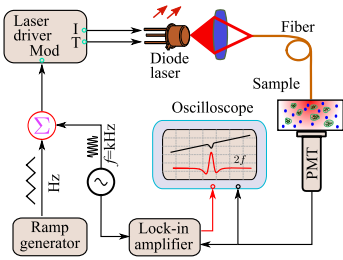 Laser
driver
Mod
I
T
Diode
laser
Fiber
Sample
Oscilloscope
2f
PMT
Σ
f=kHz
Hz
Ramp
generator
Lock-in
amplifier